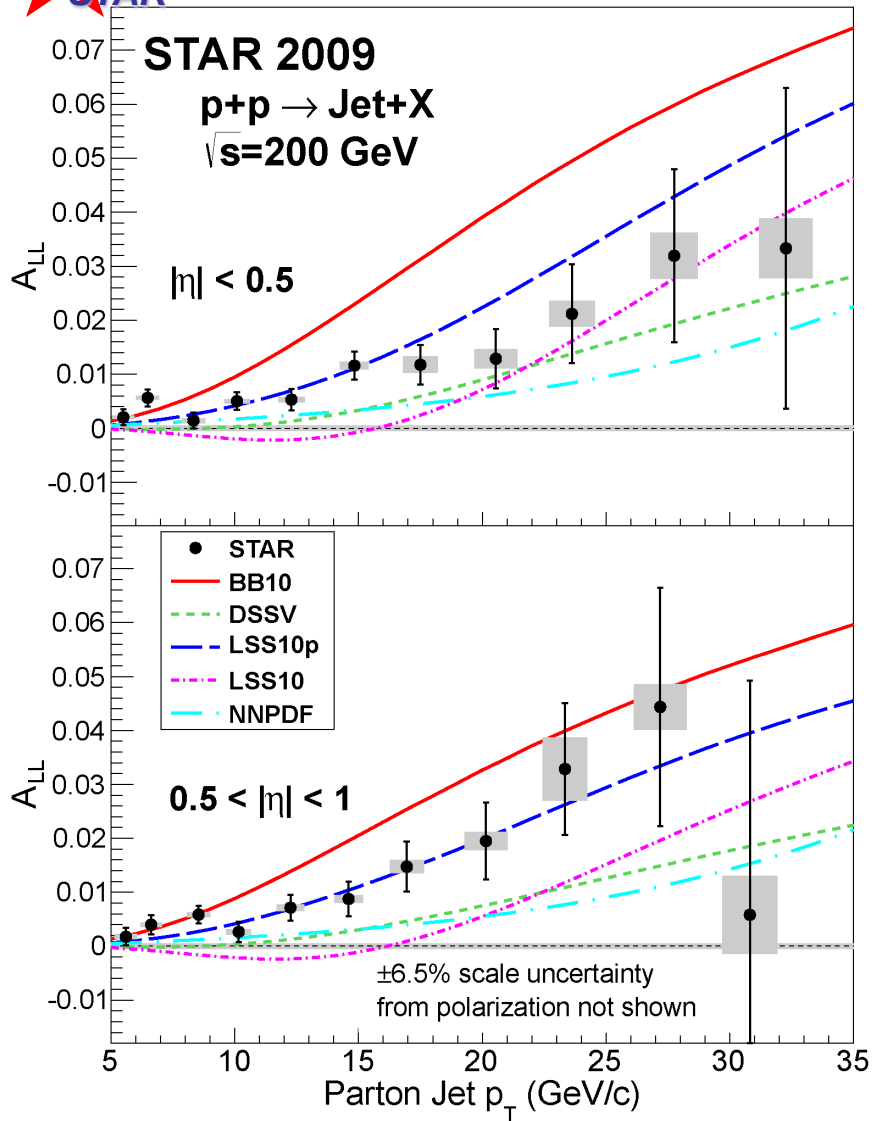 STAR
0.07
STAR 2009
p+p → Jet+X
√s=200 GeV
0.06
0.05
0.04
0.03
0.02
0.01
0
-0.01
A_LL
|η| < 0.5
STAR
BB10
DSSV
LSS10p
LSS10
NNPDF
0.07
0.06
0.05
0.04
0.03
0.02
0.01
0
-0.01
A_LL
0.5 < |η| < 1
±6.5% scale uncertainty
from polarization not shown
5 10 15 20 25 30 35
Parton Jet p_T (GeV/c)